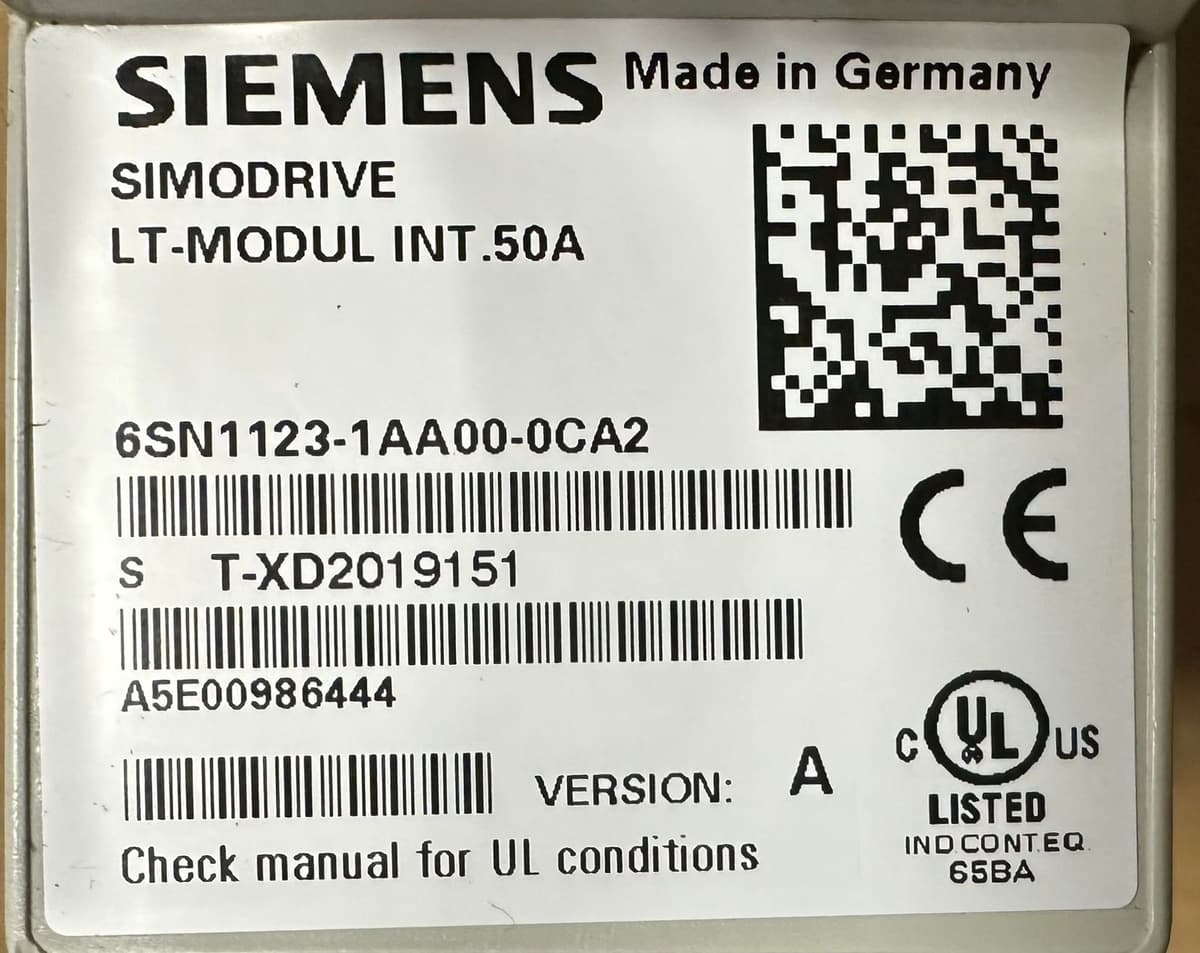 SIEMENS Made in Germany
SIMODRIVE
LT-MODUL INT.50A
6SN1123-1AA00-0CA2
S T-XD2019151
A5E00986444
VERSION: A
Check manual for UL conditions
CE
C UL US
LISTED
IND.CONT.EQ.
65BA